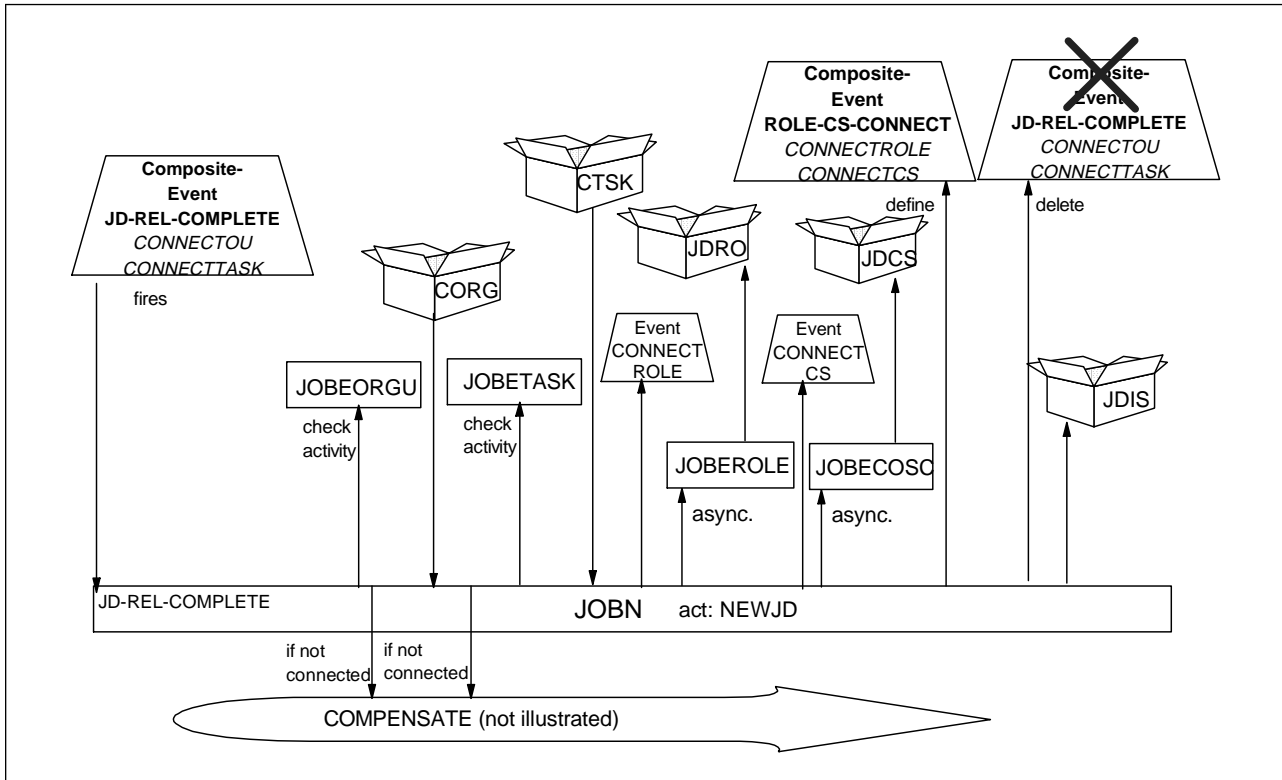 Composite-
Event
JD-REL-COMPLETE
CONNECTOU
CONNECTTASK
fires
CORG
CTSK
Composite-
Event
ROLE-CS-CONNECT
CONNECTROLE
CONNECTCS
define
Composite-
Event
JD-REL-COMPLETE
CONNECTOU
CONNECTTASK
delete
JDRO
JDCS
JDIS
Event
CONNECT
ROLE
Event
CONNECT
CS
JOBEORGU
check
activity
JOBETASK
check
activity
JOBEROLE
async.
JOBECOSC
async.
JD-REL-COMPLETE
JOBN act: NEWJD
if not
connected
if not
connected
COMPENSATE (not illustrated)